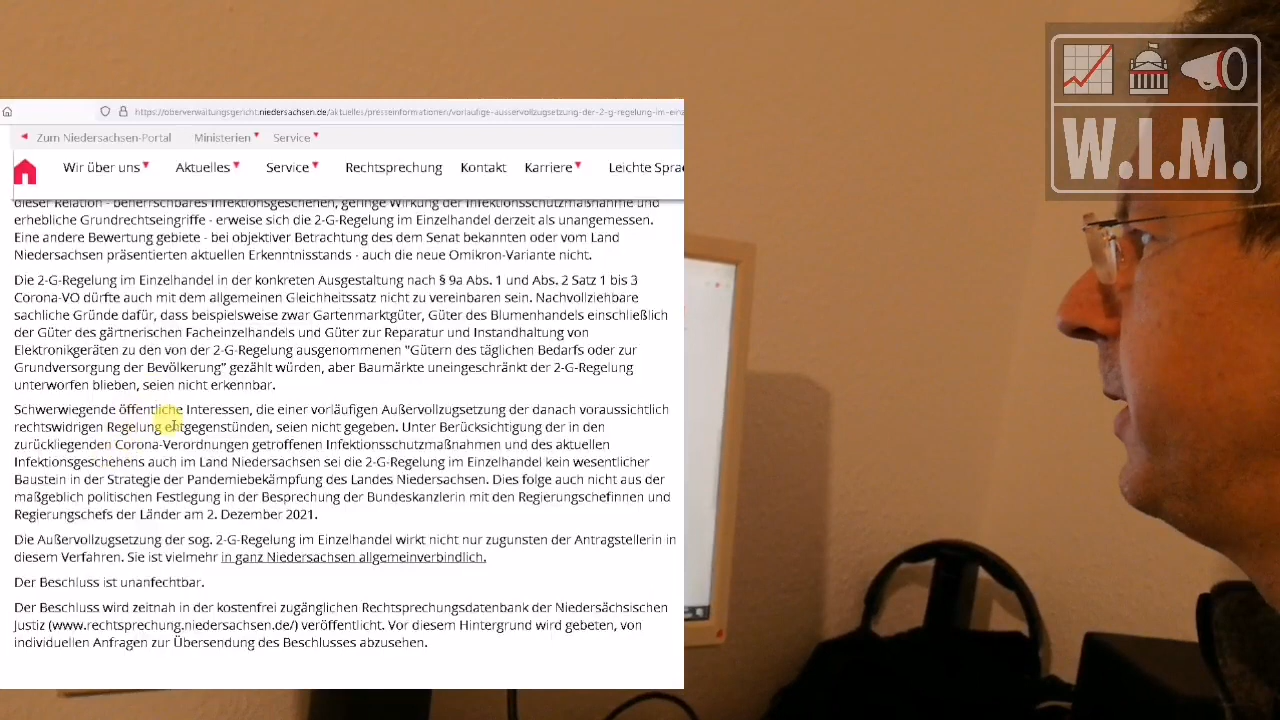 W.I.M.
https://oberverwaltungsgericht.niedersachsen.de/aktuelles/presseinformationen/vorlaufige-ausservollzugsetzung-der-2-g-regelung-im-einz
Zum Niedersachsen-Portal Ministerien Service
Wir über uns Aktuelles Service Rechtsprechung Kontakt Karriere Leichte Sprac
dieser Relation - beherrschbares Infektionsgeschehen, geringe Wirkung der Infektionsschutzmaßnahme und
erhebliche Grundrechtseingriffe - erweise sich die 2-G-Regelung im Einzelhandel derzeit als unangemessen.
Eine andere Bewertung gebiete - bei objektiver Betrachtung des dem Senat bekannten oder vom Land
Niedersachsen präsentierten aktuellen Erkenntnisstands - auch die neue Omikron-Variante nicht.
Die 2-G-Regelung im Einzelhandel in der konkreten Ausgestaltung nach § 9a Abs. 1 und Abs. 2 Satz 1 bis 3
Corona-VO dürfte auch mit dem allgemeinen Gleichheitssatz nicht zu vereinbaren sein. Nachvollziehbare
sachliche Gründe dafür, dass beispielsweise zwar Gartenmarktgüter, Güter des Blumenhandels einschließlich
der Güter des gärtnerischen Facheinzelhandels und Güter zur Reparatur und Instandhaltung von
Elektronikgeräten zu den von der 2-G-Regelung ausgenommenen "Gütern des täglichen Bedarfs oder zur
Grundversorgung der Bevölkerung" gezählt würden, aber Baumärkte uneingeschränkt der 2-G-Regelung
unterworfen blieben, seien nicht erkennbar.
Schwerwiegende öffentliche Interessen, die einer vorläufigen Außervollzugsetzung der danach voraussichtlich
rechtswidrigen Regelung entgegenstünden, seien nicht gegeben. Unter Berücksichtigung der in den
zurückliegenden Corona-Verordnungen getroffenen Infektionsschutzmaßnahmen und des aktuellen
Infektionsgeschehens auch im Land Niedersachsen sei die 2-G-Regelung im Einzelhandel kein wesentlicher
Baustein in der Strategie der Pandemiebekämpfung des Landes Niedersachsen. Dies folge auch nicht aus der
maßgeblich politischen Festlegung in der Besprechung der Bundeskanzlerin mit den Regierungschefinnen und
Regierungschefs der Länder am 2. Dezember 2021.
Die Außervollzugsetzung der sog. 2-G-Regelung im Einzelhandel wirkt nicht nur zugunsten der Antragstellerin in
diesem Verfahren. Sie ist vielmehr in ganz Niedersachsen allgemeinverbindlich.
Der Beschluss ist unanfechtbar.
Der Beschluss wird zeitnah in der kostenfrei zugänglichen Rechtsprechungsdatenbank der Niedersächsischen
Justiz (www.rechtsprechung.niedersachsen.de/) veröffentlicht. Vor diesem Hintergrund wird gebeten, von
individuellen Anfragen zur Übersendung des Beschlusses abzusehen.